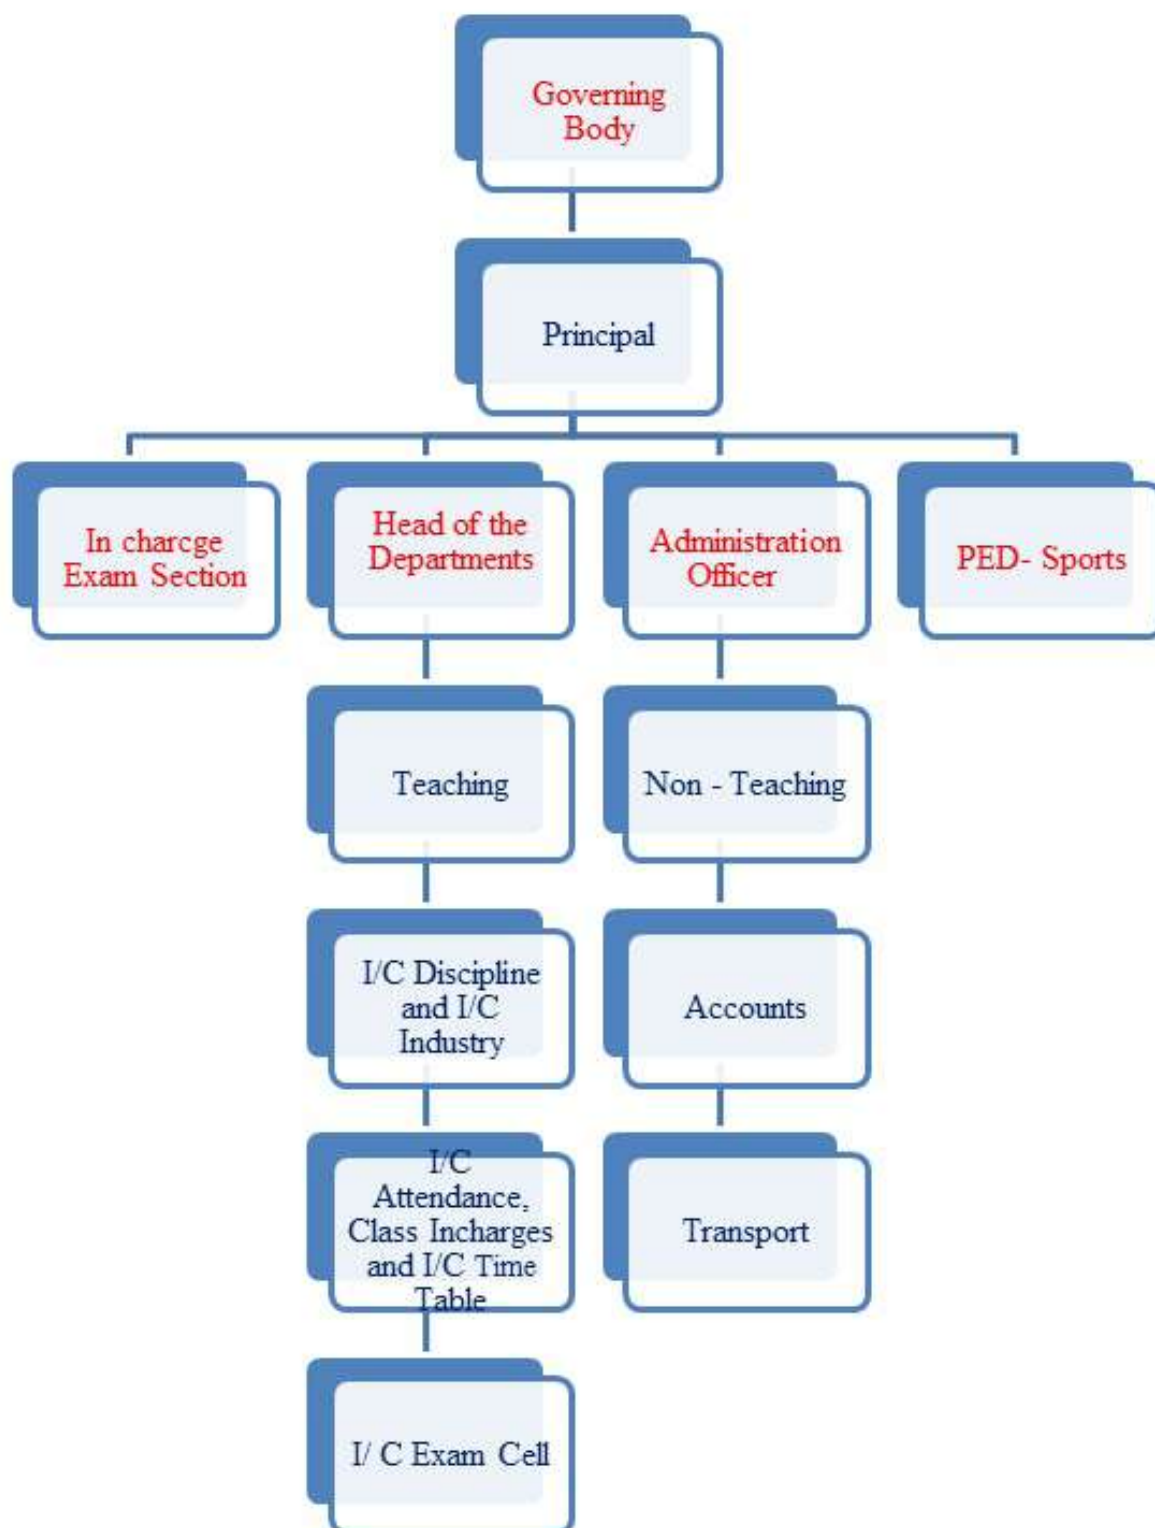 Governing
Body
Principal
In charcge
Exam Section
Head of the
Departments
Administration
Officer
PED- Sports
Teaching
Non - Teaching
I/C Discipline
and I/C
Industry
Accounts
I/C
Attendance,
Class Incharges
and I/C Time
Table
Transport
I/ C Exam Cell